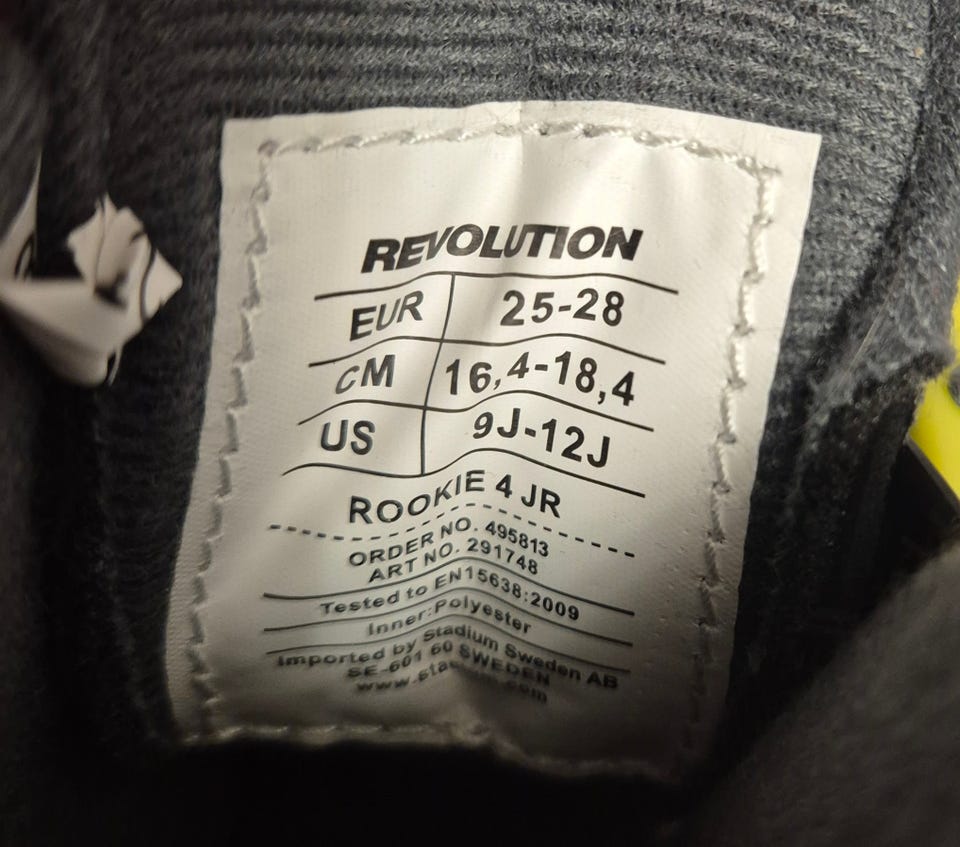 REVOLUTION
EUR 25-28
CM 16,4-18,4
US 9J-12J
ROOKIE 4 JR
ORDER NO. 495813
ART NO. 291748
Tested to EN15638:2009
Inner:Polyester
Imported by Stadium Sweden AB
SE-601 60 SWEDEN